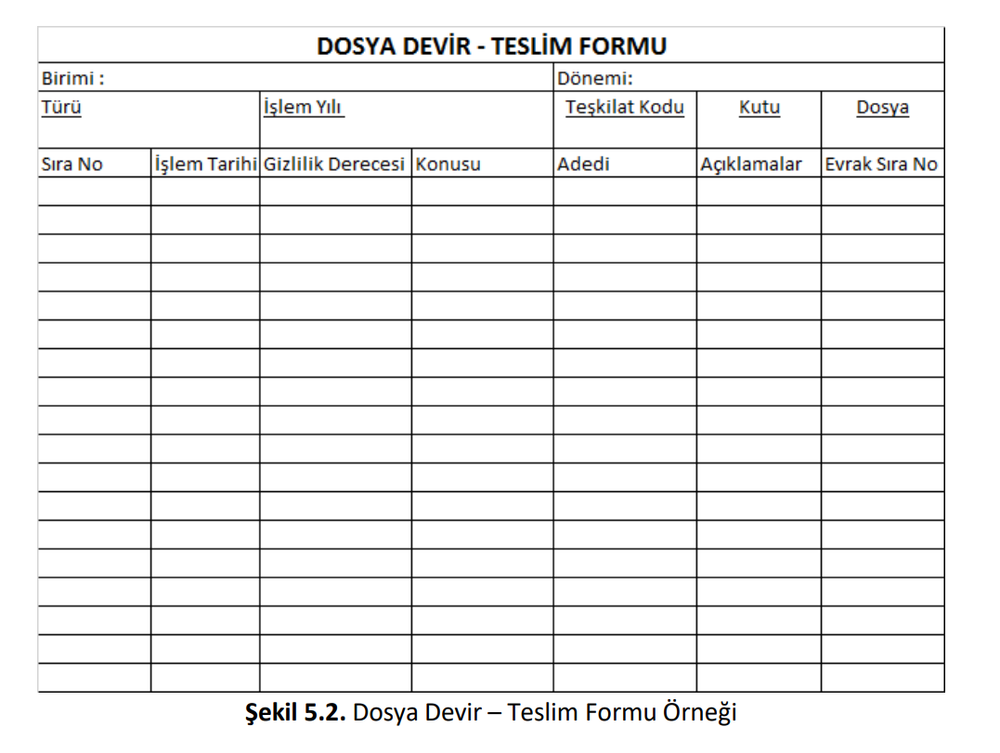 DOSYA DEVİR - TESLİM FORMU
Birimi : Dönemi:
Türü İşlem Yılı Teşkilat Kodu Kutu Dosya
Sıra No İşlem Tarihi Gizlilik Derecesi Konusu Adedi Açıklamalar Evrak Sıra No
Şekil 5.2. Dosya Devir – Teslim Formu Örneği